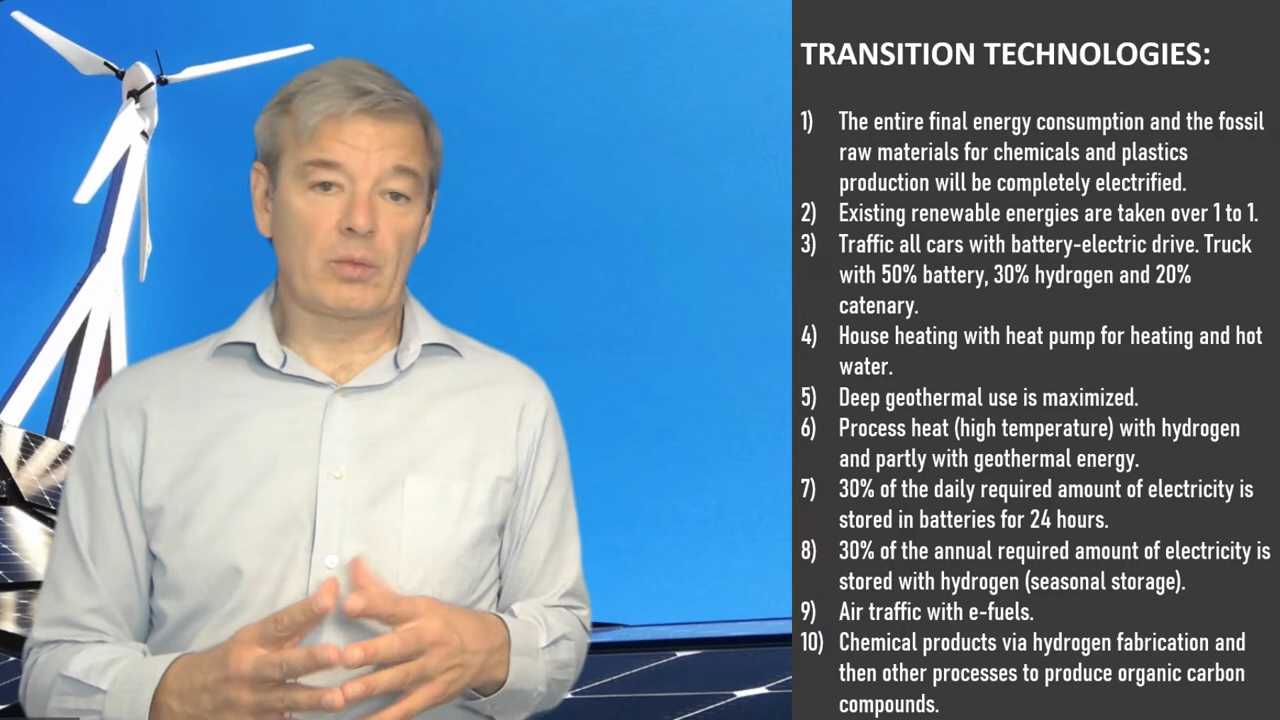 TRANSITION TECHNOLOGIES:
1) The entire final energy consumption and the fossil
raw materials for chemicals and plastics
production will be completely electrified.
2) Existing renewable energies are taken over 1 to 1.
3) Traffic all cars with battery-electric drive. Truck
with 50% battery, 30% hydrogen and 20%
catenary.
4) House heating with heat pump for heating and hot
water.
5) Deep geothermal use is maximized.
6) Process heat (high temperature) with hydrogen
and partly with geothermal energy.
7) 30% of the daily required amount of electricity is
stored in batteries for 24 hours.
8) 30% of the annual required amount of electricity is
stored with hydrogen (seasonal storage).
9) Air traffic with e-fuels.
10) Chemical products via hydrogen fabrication and
then other processes to produce organic carbon
compounds.